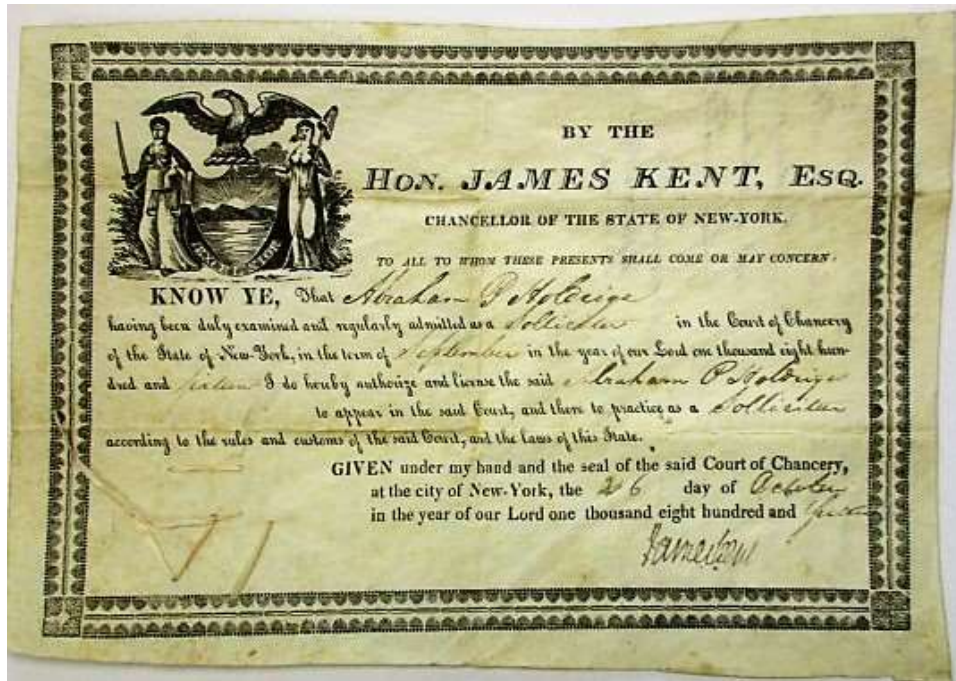 BY THE
HON. JAMES KENT, ESQ.
CHANCELLOR OF THE STATE OF NEW-YORK.
TO ALL TO WHOM THESE PRESENTS SHALL COME OR MAY CONCERN:
EXCELSIOR
KNOW YE, That Abraham P Holdrige
having been duly examined and regularly admitted as a Sollicitor in the Court of Chancery
of the State of New-York, in the term of September in the year of our Lord one thousand eight hun-
dred and I do hereby authorize and license the said Abraham P Holdrige
to appear in the said Court, and there to practice as a Sollicitor
according to the rules and customs of the said Court, and the laws of this State.
GIVEN under my hand and the seal of the said Court of Chancery,
at the city of New-York, the 26 day of October
in the year of our Lord one thousand eight hundred and
James Kent